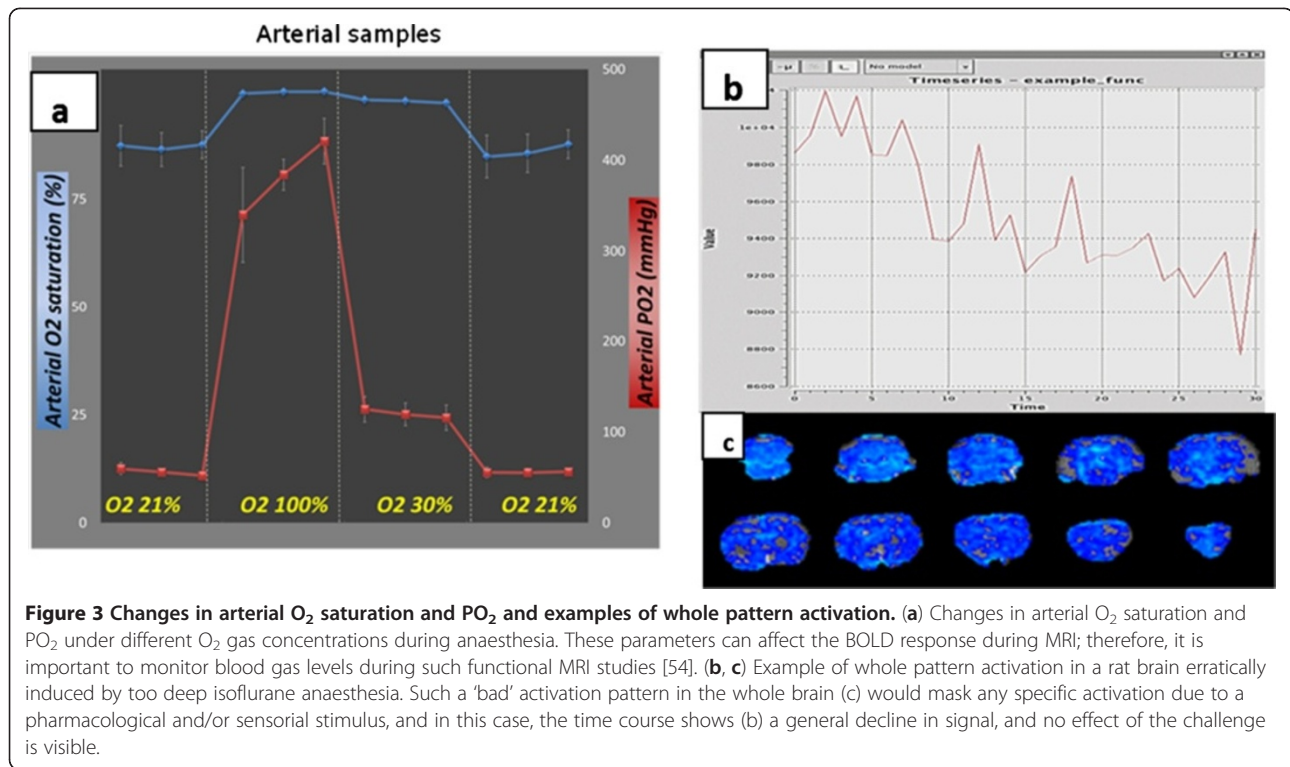 Arterial samples
a
500
400
300
200
100
0
75
50
25
0
Arterial O2 saturation (%)
Arterial PO2 (mmHg)
O2 21%
O2 100%
O2 30%
O2 21%
b
No model
Timeseries - example_func
1e+04
9800
9600
9400
9200
9000
8800
8600
Value
0 5 10 15 20 25 30
Time
c
Figure 3 Changes in arterial O₂ saturation and PO₂ and examples of whole pattern activation. (a) Changes in arterial O₂ saturation and
PO₂ under different O₂ gas concentrations during anaesthesia. These parameters can affect the BOLD response during MRI; therefore, it is
important to monitor blood gas levels during such functional MRI studies [54]. (b, c) Example of whole pattern activation in a rat brain erratically
induced by too deep isoflurane anaesthesia. Such a ‘bad’ activation pattern in the whole brain (c) would mask any specific activation due to a
pharmacological and/or sensorial stimulus, and in this case, the time course shows (b) a general decline in signal, and no effect of the challenge
is visible.